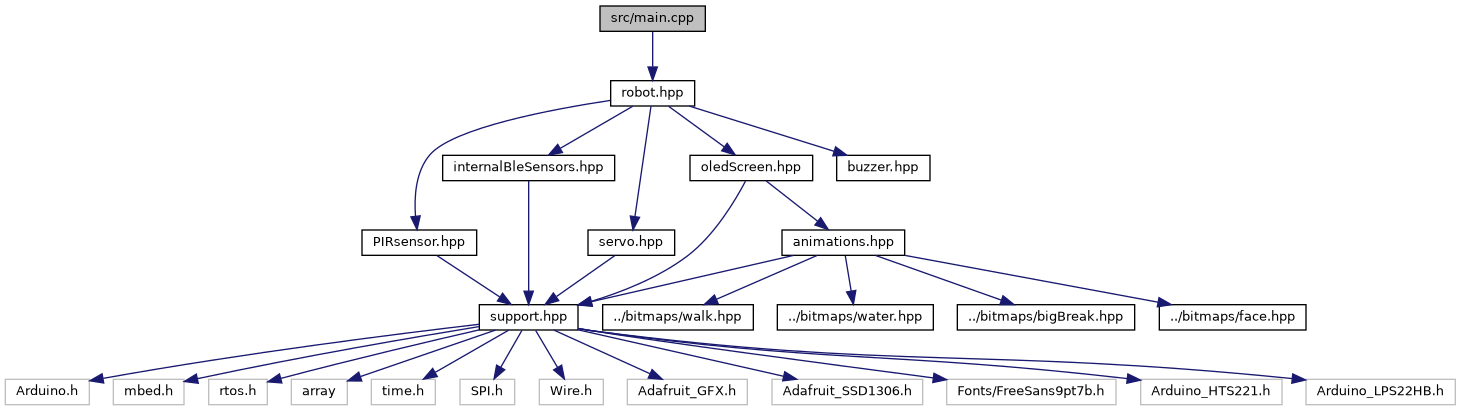 src/main.cpp
robot.hpp
internalBleSensors.hpp
oledScreen.hpp
buzzer.hpp
PIRsensor.hpp
servo.hpp
animations.hpp
support.hpp
../bitmaps/walk.hpp
../bitmaps/water.hpp
../bitmaps/bigBreak.hpp
../bitmaps/face.hpp
Arduino.h
mbed.h
rtos.h
array
time.h
SPI.h
Wire.h
Adafruit_GFX.h
Adafruit_SSD1306.h
Fonts/FreeSans9pt7b.h
Arduino_HTS221.h
Arduino_LPS22HB.h